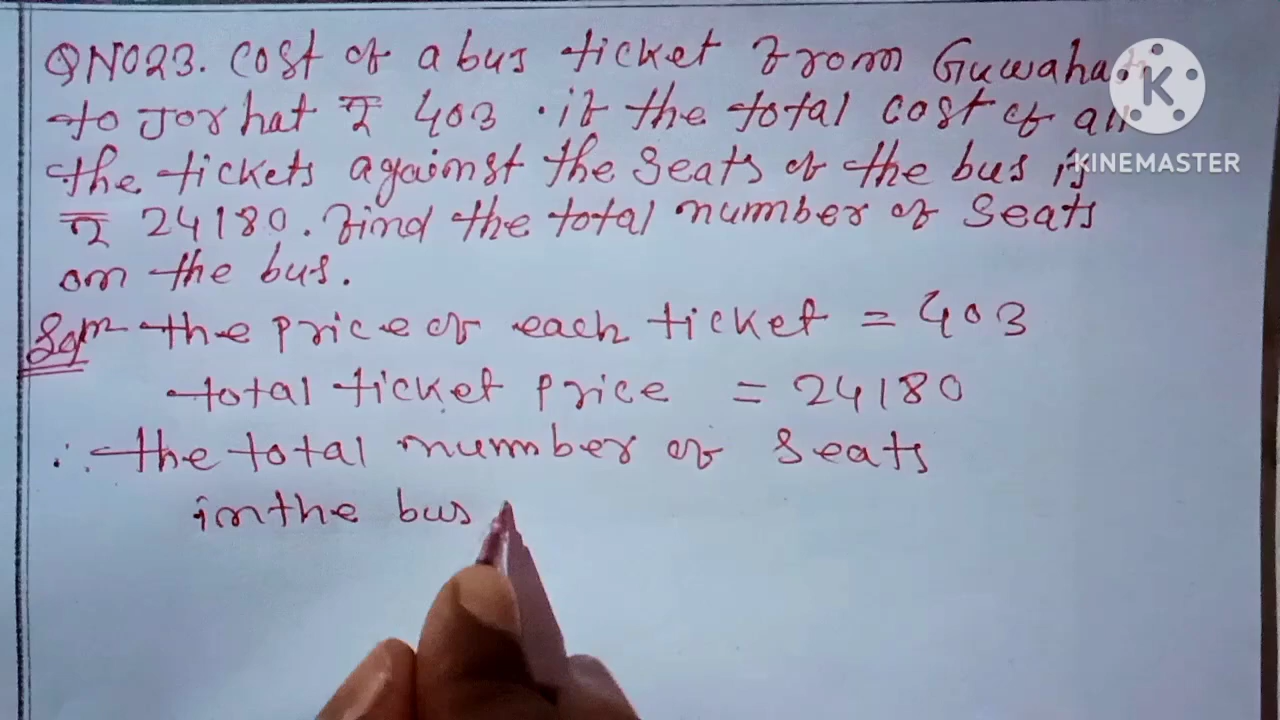 QNO23. Cost of a bus ticket from Guwahati
to Jorhat ₹ 403. if the total cost of all
the tickets against the seats of the bus is
₹ 24180. Find the total number of seats
on the bus.
Solⁿ the price of each ticket = 403
total ticket price = 24180
∴ the total number of seats
in the bus
K
KINEMASTER